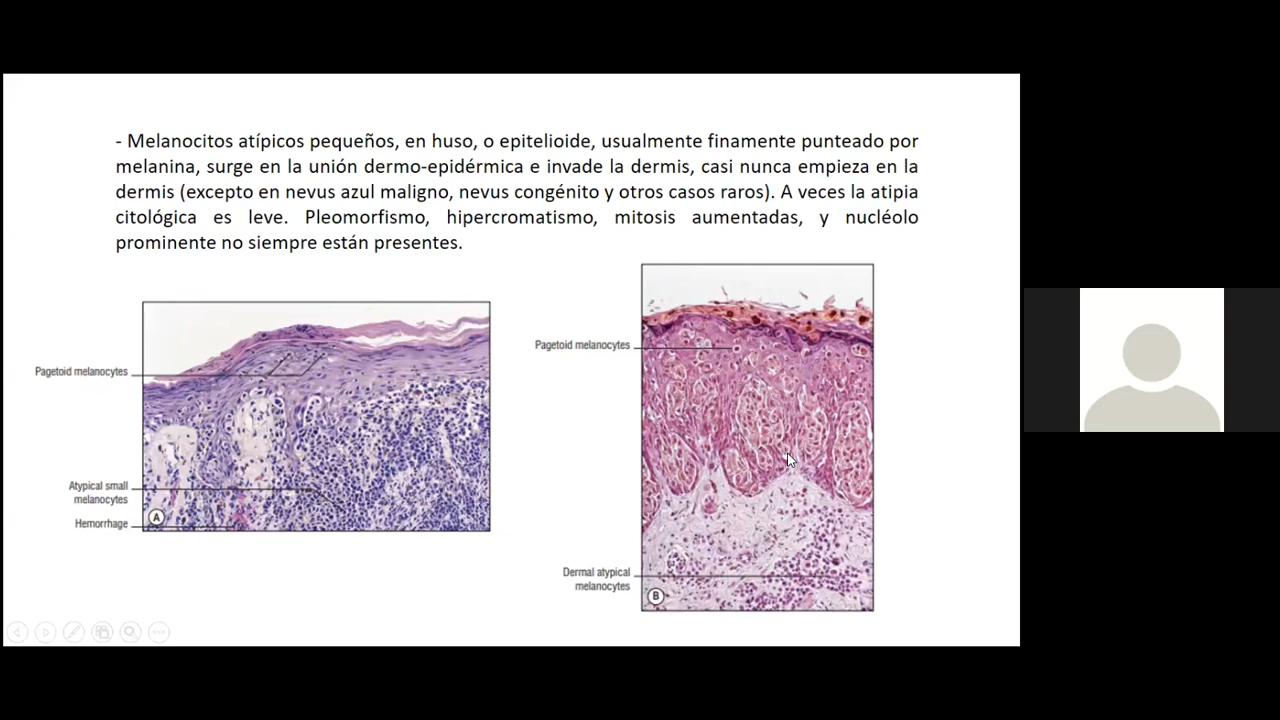 - Melanocitos atípicos pequeños, en huso, o epitelioide, usualmente finamente punteado por
melanina, surge en la unión dermo-epidérmica e invade la dermis, casi nunca empieza en la
dermis (excepto en nevus azul maligno, nevus congénito y otros casos raros). A veces la atipia
citológica es leve. Pleomorfismo, hipercromatismo, mitosis aumentadas, y nucléolo
prominente no siempre están presentes.
Pagetoid melanocytes
Atypical small
melanocytes
Hemorrhage
A
Pagetoid melanocytes
Dermal atypical
melanocytes
B